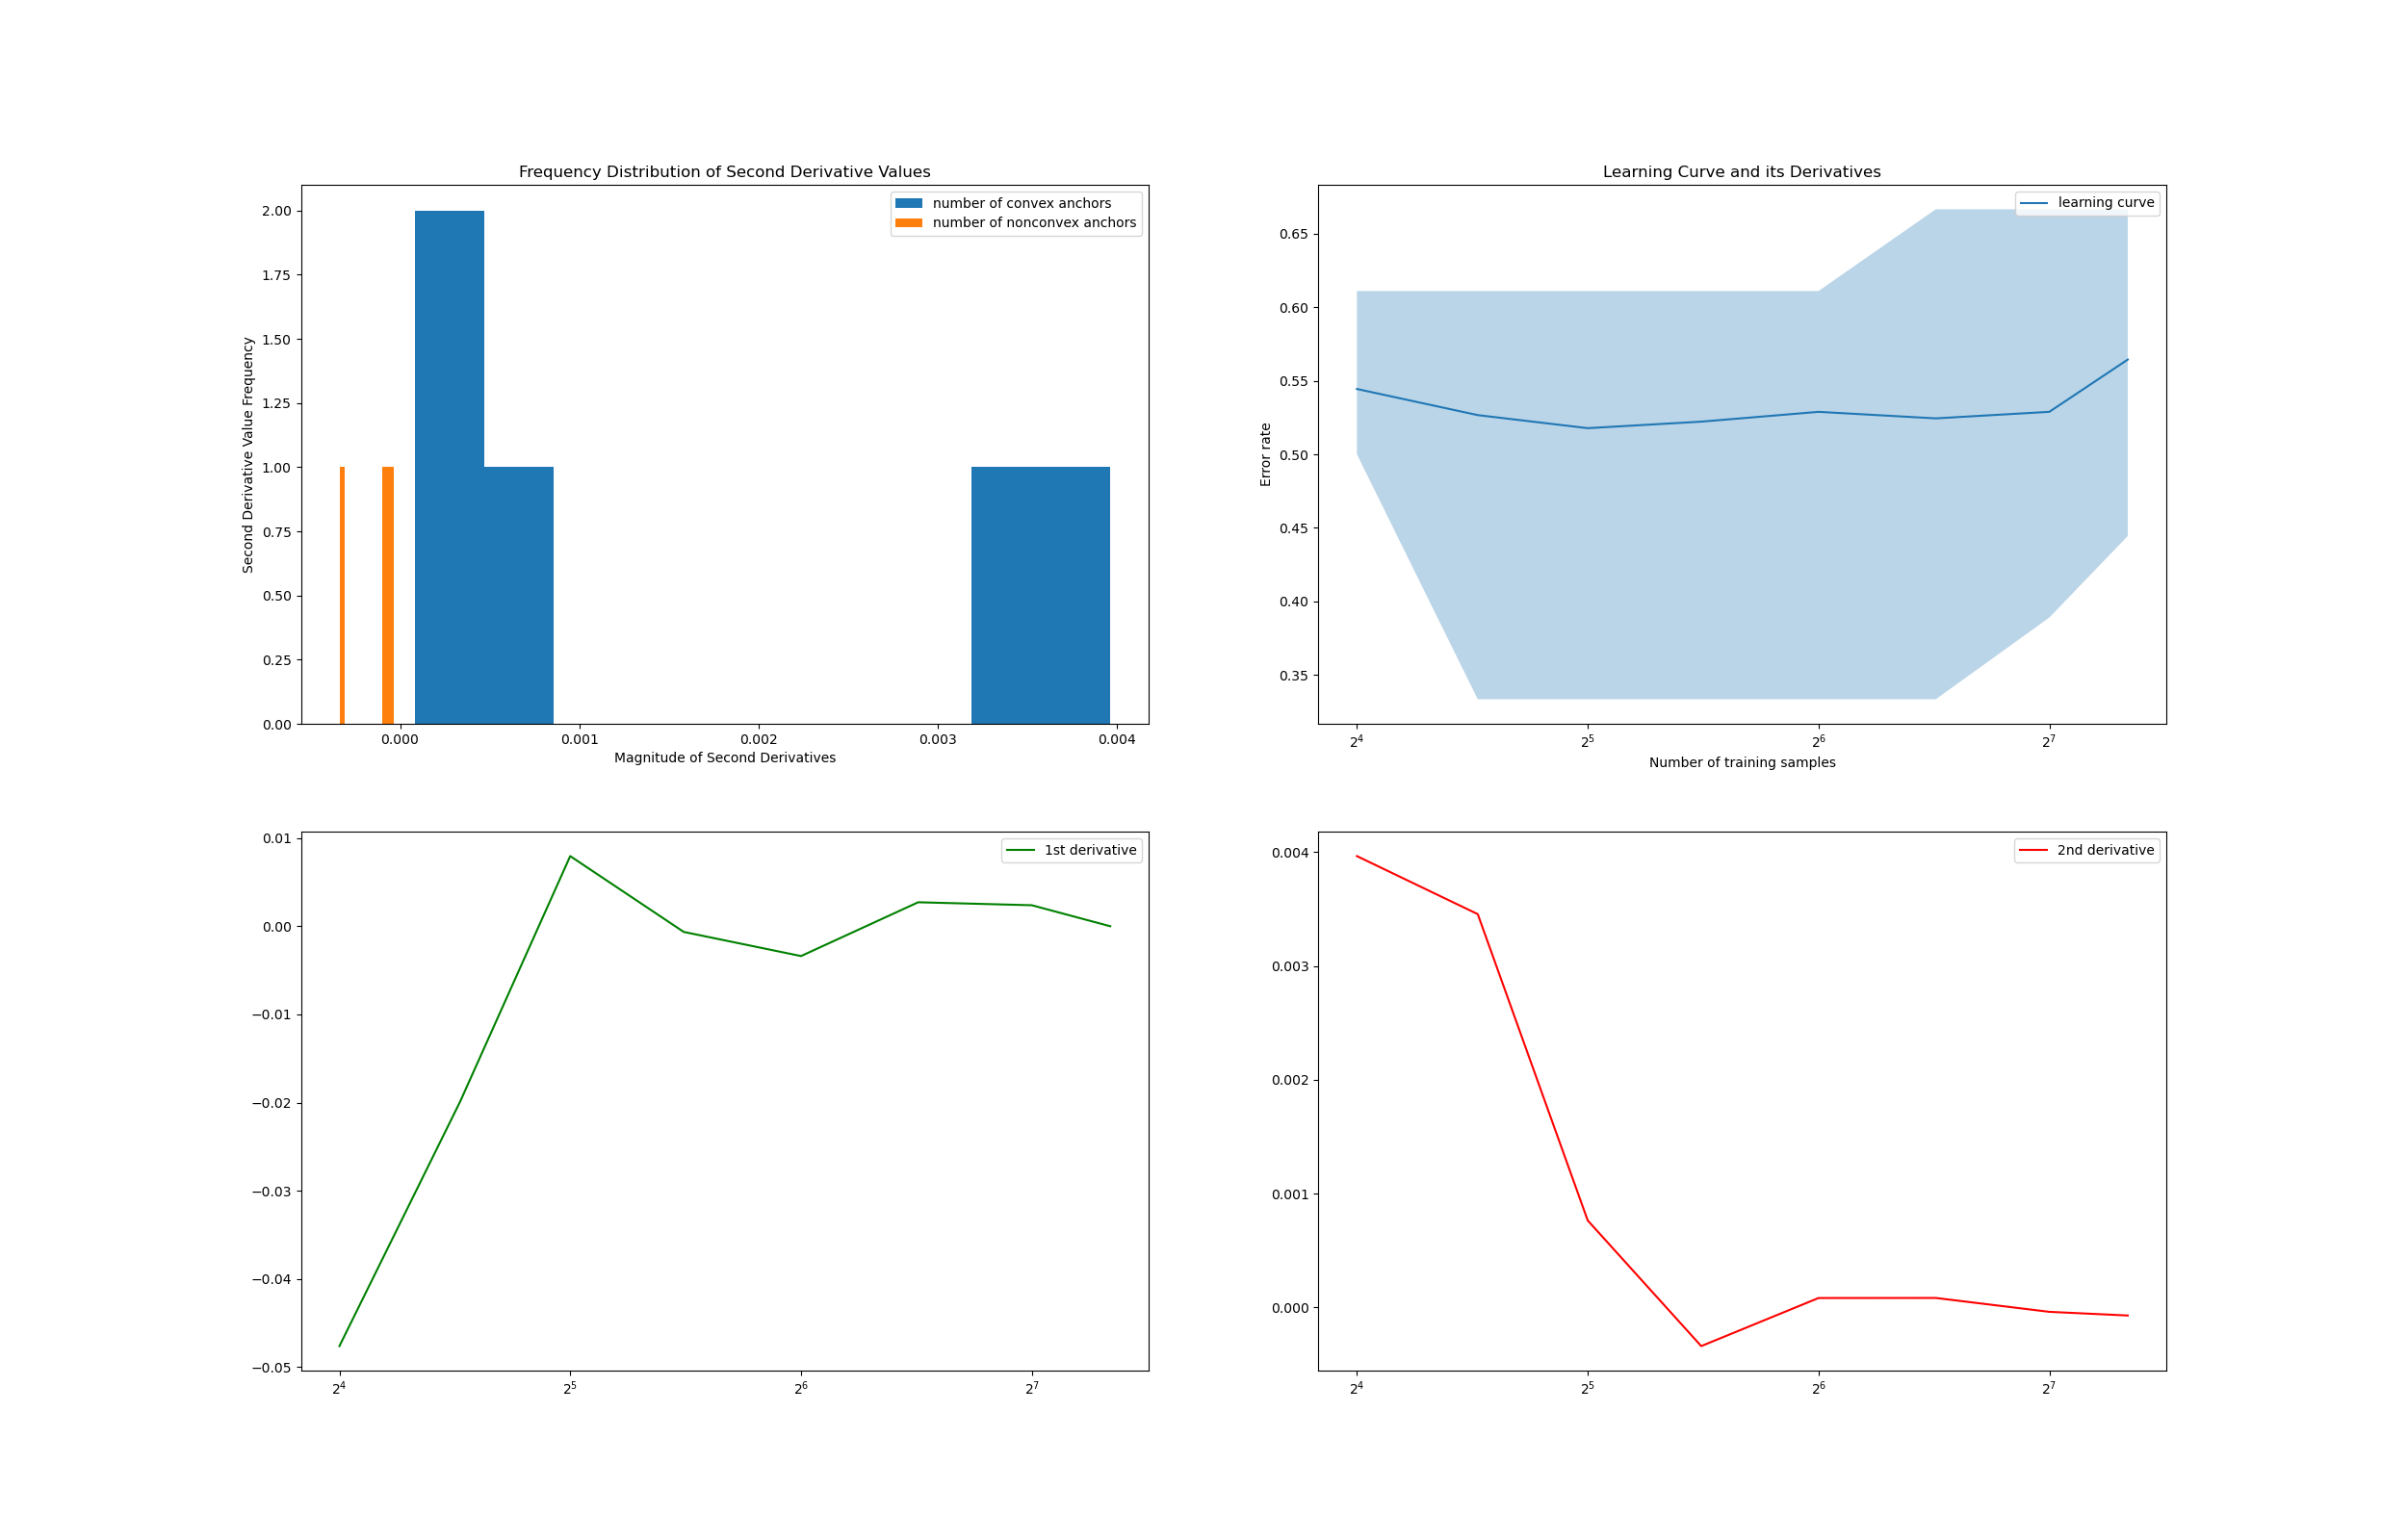 Frequency Distribution of Second Derivative Values
number of convex anchors
number of nonconvex anchors
Second Derivative Value Frequency
2.00
1.75
1.50
1.25
1.00
0.75
0.50
0.25
0.00
0.000 0.001 0.002 0.003 0.004
Magnitude of Second Derivatives
Learning Curve and its Derivatives
learning curve
Error rate
0.65
0.60
0.55
0.50
0.45
0.40
0.35
2⁴ 2⁵ 2⁶ 2⁷
Number of training samples
1st derivative
0.01
0.00
−0.01
−0.02
−0.03
−0.04
−0.05
2⁴ 2⁵ 2⁶ 2⁷
2nd derivative
0.004
0.003
0.002
0.001
0.000
2⁴ 2⁵ 2⁶ 2⁷